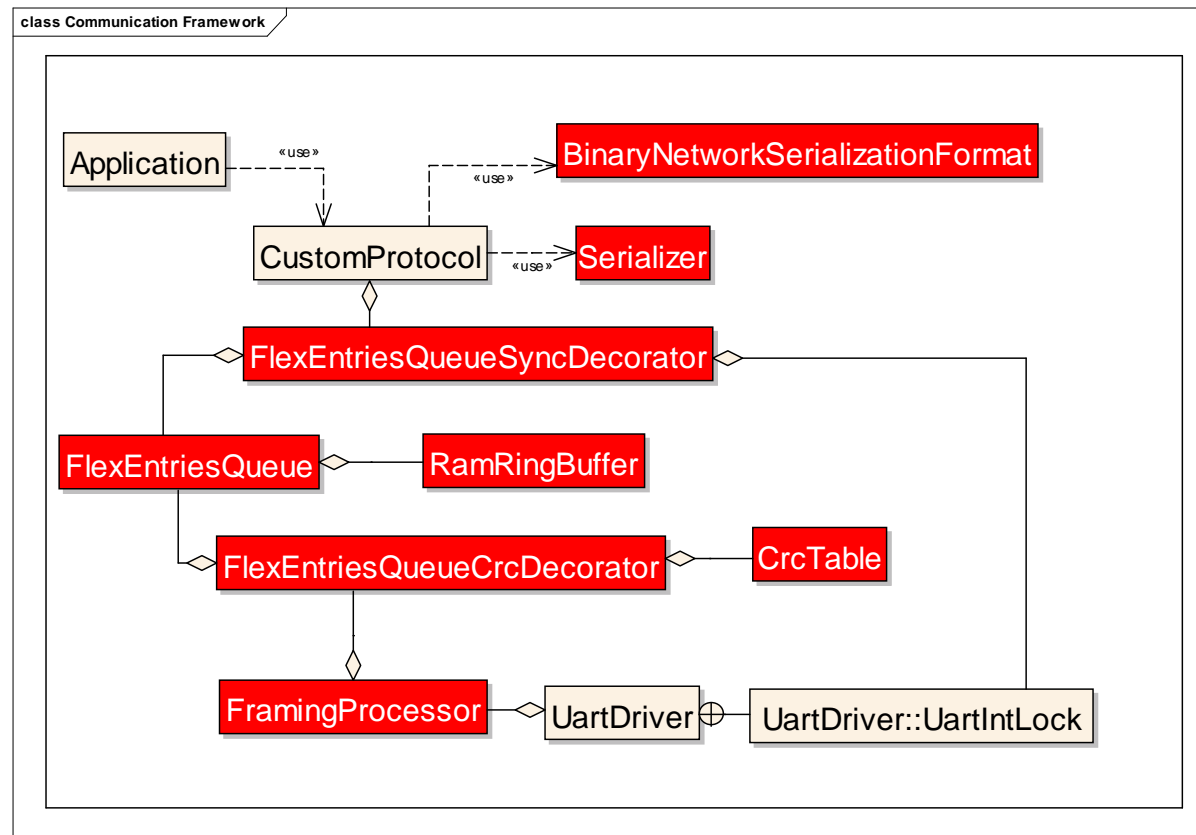 class Communication Framework
Application
«use»
BinaryNetworkSerializationFormat
«use»
CustomProtocol
«use»
Serializer
FlexEntriesQueueSyncDecorator
FlexEntriesQueue
RamRingBuffer
FlexEntriesQueueCrcDecorator
CrcTable
FramingProcessor
UartDriver
UartDriver::UartIntLock